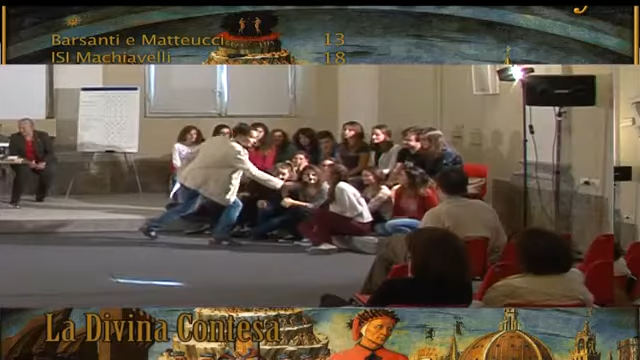 Barsanti e Matteucci 13
ISI Machiavelli 18
La Divina Contesa